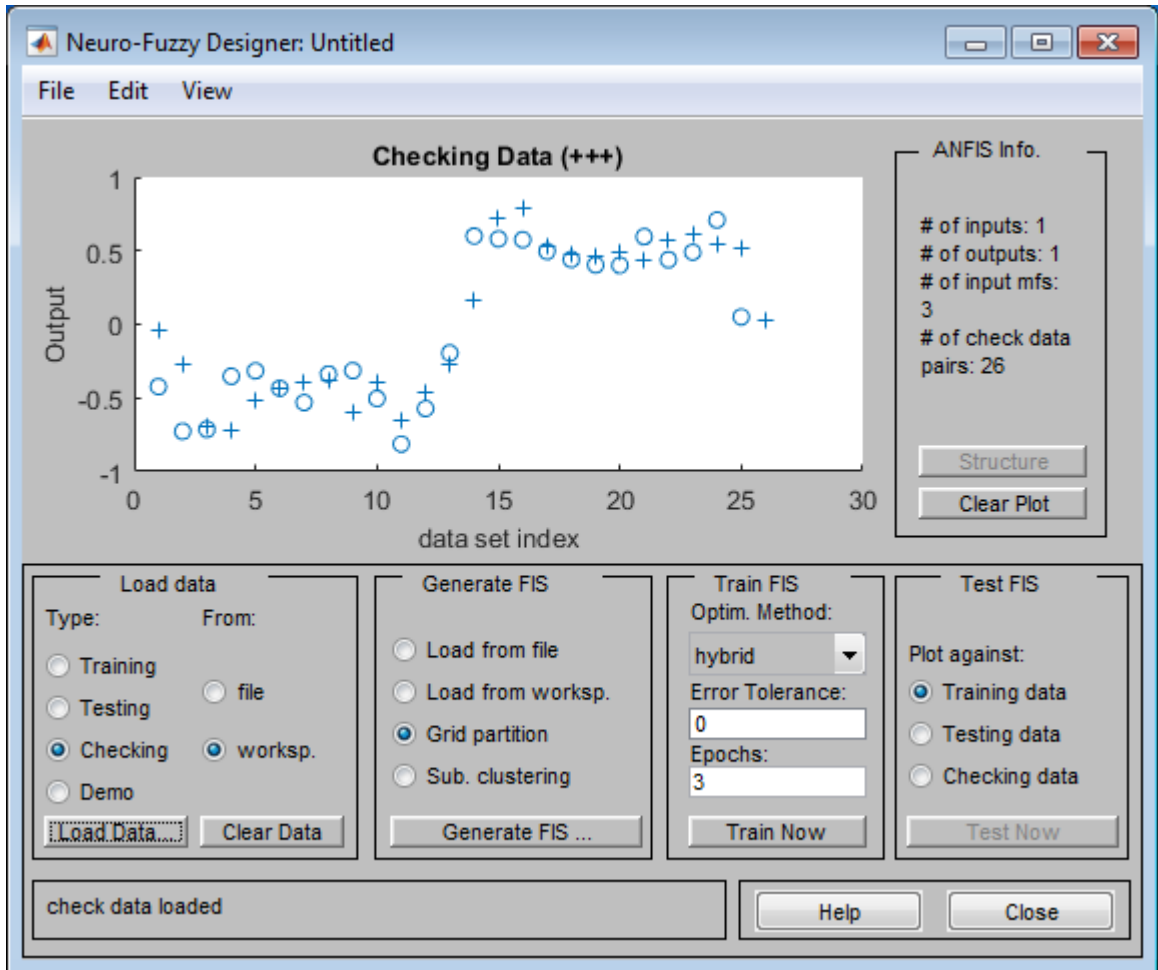 Neuro-Fuzzy Designer: Untitled
File Edit View
Checking Data (+++)
1
0.5
0
-0.5
-1
Output
0 5 10 15 20 25 30
data set index
ANFIS Info.
# of inputs: 1
# of outputs: 1
# of input mfs:
3
# of check data
pairs: 26
Structure
Clear Plot
Load data
Type: From:
Training
file
Testing
Checking worksp.
Demo
Load Data... Clear Data
Generate FIS
Load from file
Load from worksp.
Grid partition
Sub. clustering
Generate FIS ...
Train FIS
Optim. Method:
hybrid
Error Tolerance:
0
Epochs:
3
Train Now
Test FIS
Plot against:
Training data
Testing data
Checking data
Test Now
check data loaded
Help Close